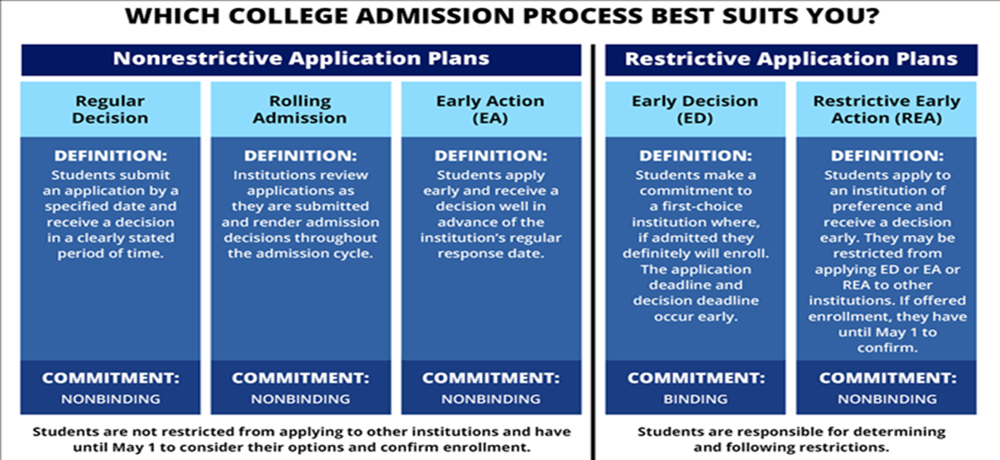 WHICH COLLEGE ADMISSION PROCESS BEST SUITS YOU?
Nonrestrictive Application Plans
Regular
Decision
DEFINITION:
Students submit
an application by a
specified date and
receive a decision
in a clearly stated
period of time.
COMMITMENT:
NONBINDING
Rolling
Admission
DEFINITION:
Institutions review
applications as
they are submitted
and render admission
decisions throughout
the admission cycle.
COMMITMENT:
NONBINDING
Early Action
(EA)
DEFINITION:
Students apply
early and receive a
decision well in
advance of the
institution’s regular
response date.
COMMITMENT:
NONBINDING
Students are not restricted from applying to other institutions and have
until May 1 to consider their options and confirm enrollment.
Restrictive Application Plans
Early Decision
(ED)
DEFINITION:
Students make a
commitment to
a first-choice
institution where,
if admitted they
definitely will enroll.
The application
deadline and
decision deadline
occur early.
COMMITMENT:
BINDING
Restrictive Early
Action (REA)
DEFINITION:
Students apply to
an institution of
preference and
receive a decision
early. They may be
restricted from
applying ED or EA or
REA to other
institutions. If offered
enrollment, they have
until May 1 to
confirm.
COMMITMENT:
NONBINDING
Students are responsible for determining
and following restrictions.